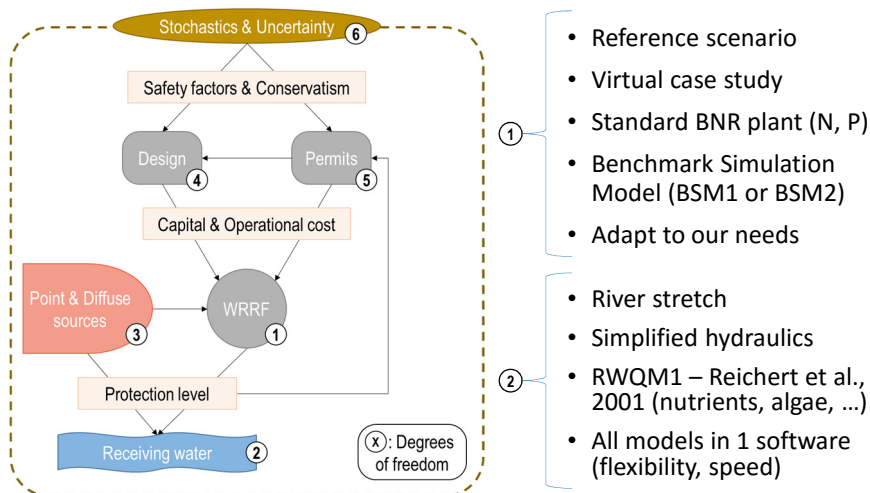 Stochastics & Uncertainty
6
Safety factors & Conservatism
Design
4
Permits
5
Capital & Operational cost
Point & Diffuse
sources
3
WRRF
1
Protection level
Receiving water
2
x : Degrees
of freedom
1
• Reference scenario
• Virtual case study
• Standard BNR plant (N, P)
• Benchmark Simulation
Model (BSM1 or BSM2)
• Adapt to our needs
2
• River stretch
• Simplified hydraulics
• RWQM1 – Reichert et al.,
2001 (nutrients, algae, ...)
• All models in 1 software
(flexibility, speed)